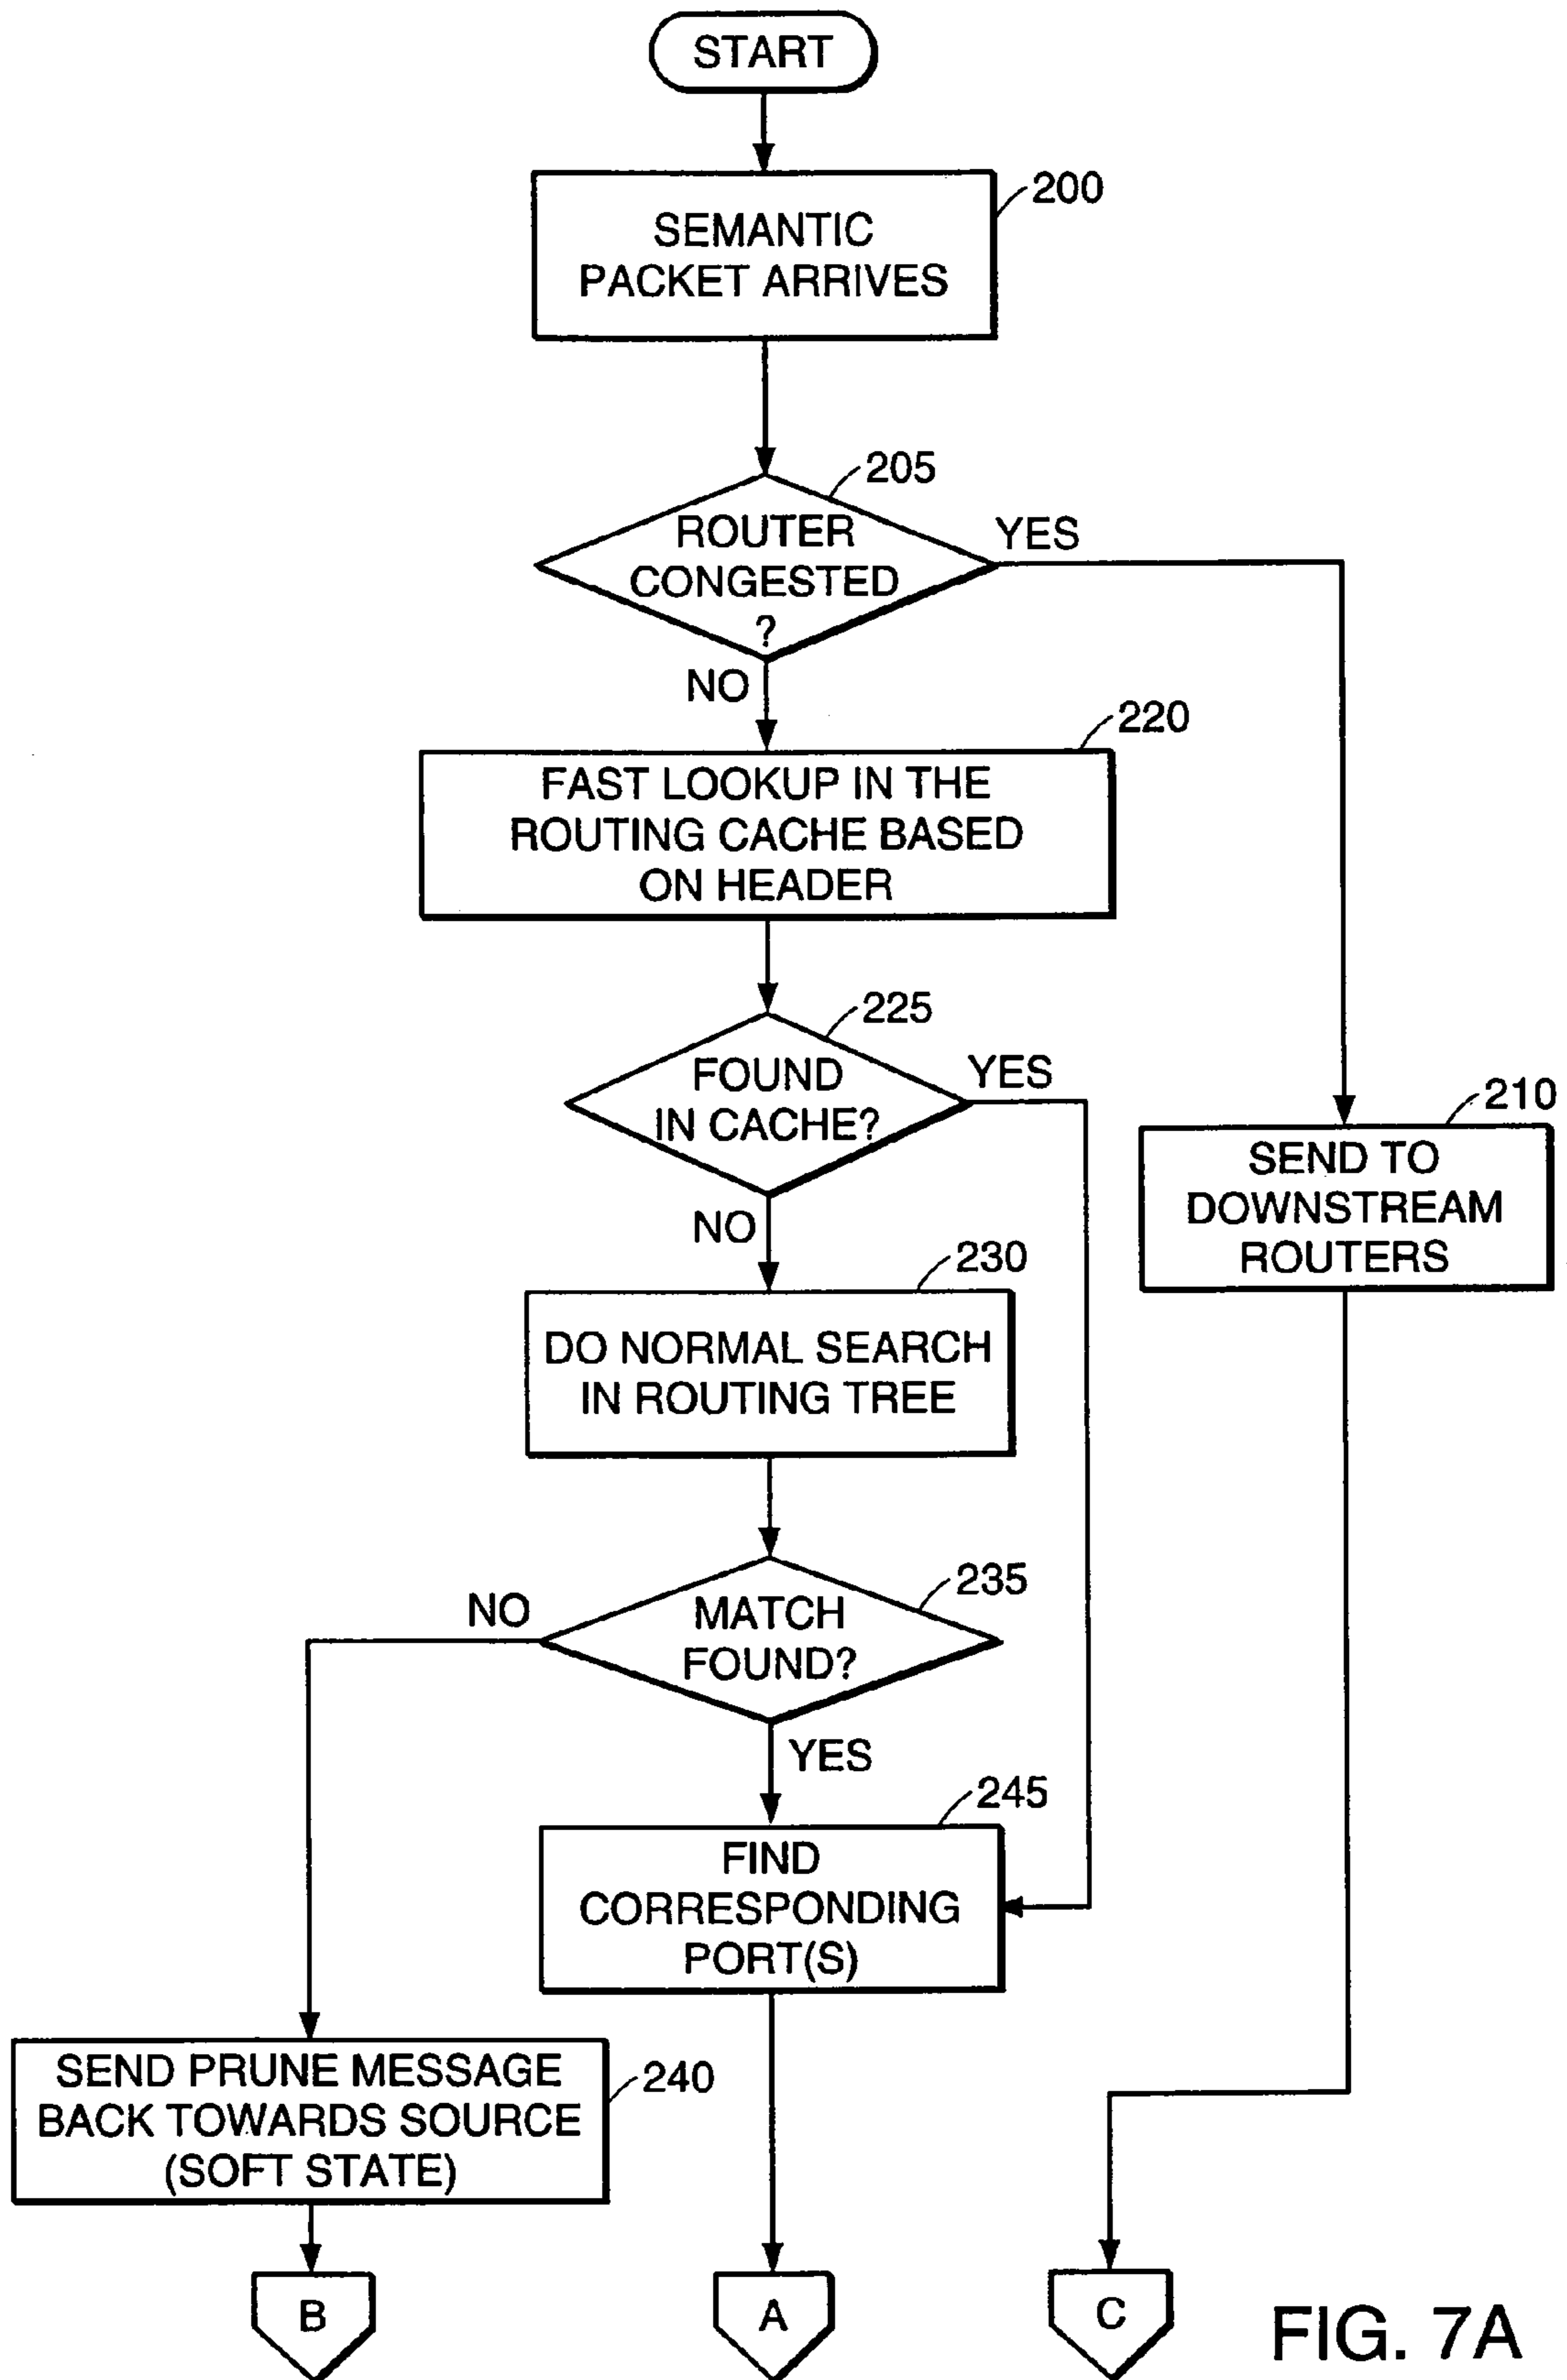 START
200
SEMANTIC
PACKET ARRIVES
205
ROUTER
CONGESTED
?
YES
NO
220
FAST LOOKUP IN THE
ROUTING CACHE BASED
ON HEADER
225
FOUND
IN CACHE?
YES
NO
210
SEND TO
DOWNSTREAM
ROUTERS
230
DO NORMAL SEARCH
IN ROUTING TREE
235
MATCH
FOUND?
NO
YES
245
FIND
CORRESPONDING
PORT(S)
SEND PRUNE MESSAGE
BACK TOWARDS SOURCE
(SOFT STATE)
240
B
A
C
FIG. 7A